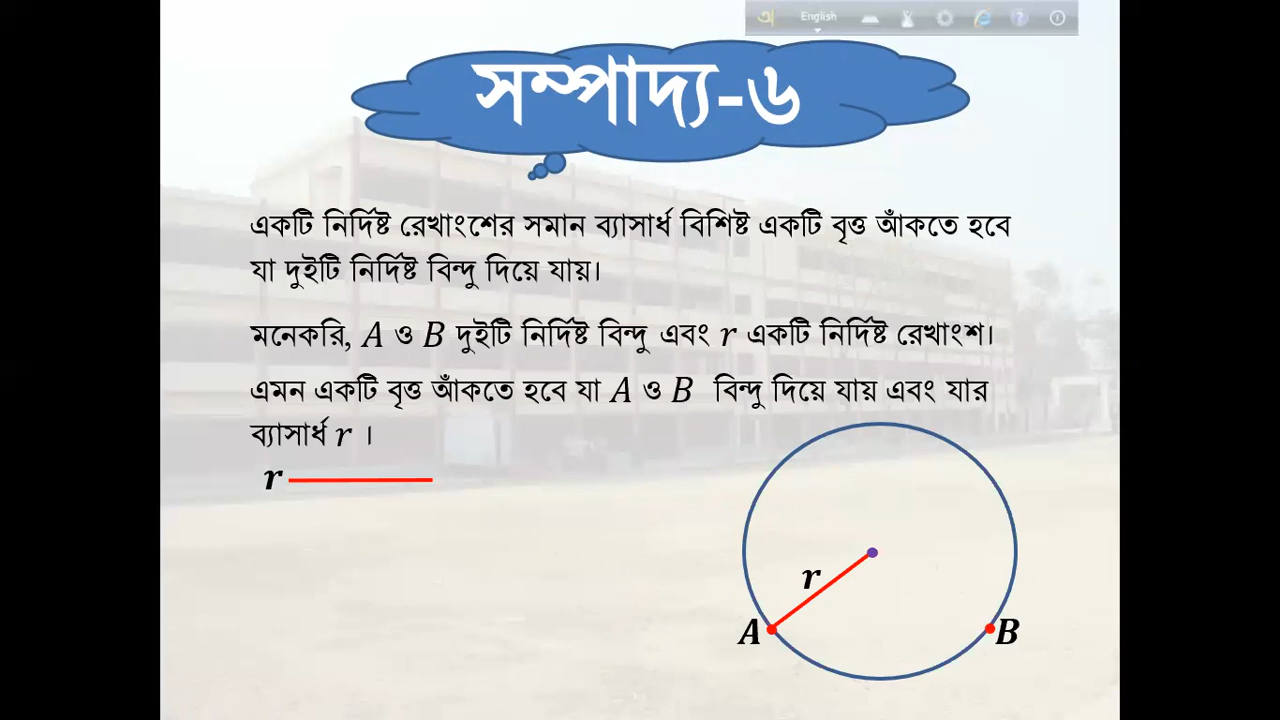 English
সম্পাদ্য-৬
একটি নির্দিষ্ট রেখাংশের সমান ব্যাসার্ধ বিশিষ্ট একটি বৃত্ত আঁকতে হবে
যা দুইটি নির্দিষ্ট বিন্দু দিয়ে যায়।
মনেকরি, A ও B দুইটি নির্দিষ্ট বিন্দু এবং r একটি নির্দিষ্ট রেখাংশ।
এমন একটি বৃত্ত আঁকতে হবে যা A ও B বিন্দু দিয়ে যায় এবং যার
ব্যাসার্ধ r ।
r
r
A
B